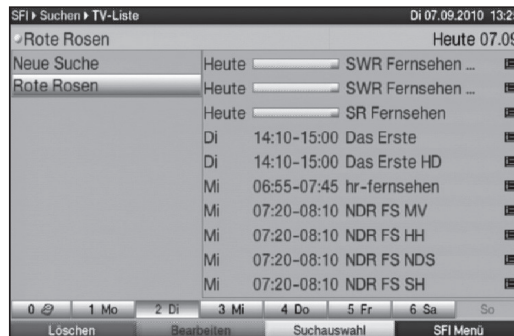 SFI Suchen TV-Liste Di 07.09.2010 13:2
Rote Rosen Heute 07.09
Neue Suche
Rote Rosen
Heute SWR Fernsehen ...
Heute SWR Fernsehen ...
Heute SR Fernsehen
Di 14:10-15:00 Das Erste
Di 14:10-15:00 Das Erste HD
Mi 06:55-07:45 hr-fernsehen
Mi 07:20-08:10 NDR FS MV
Mi 07:20-08:10 NDR FS HH
Mi 07:20-08:10 NDR FS NDS
Mi 07:20-08:10 NDR FS SH
0 1 Mo 2 Di 3 Mi 4 Do 5 Fr 6 Sa So
Löschen Bearbeiten Suchauswahl SFI Menü